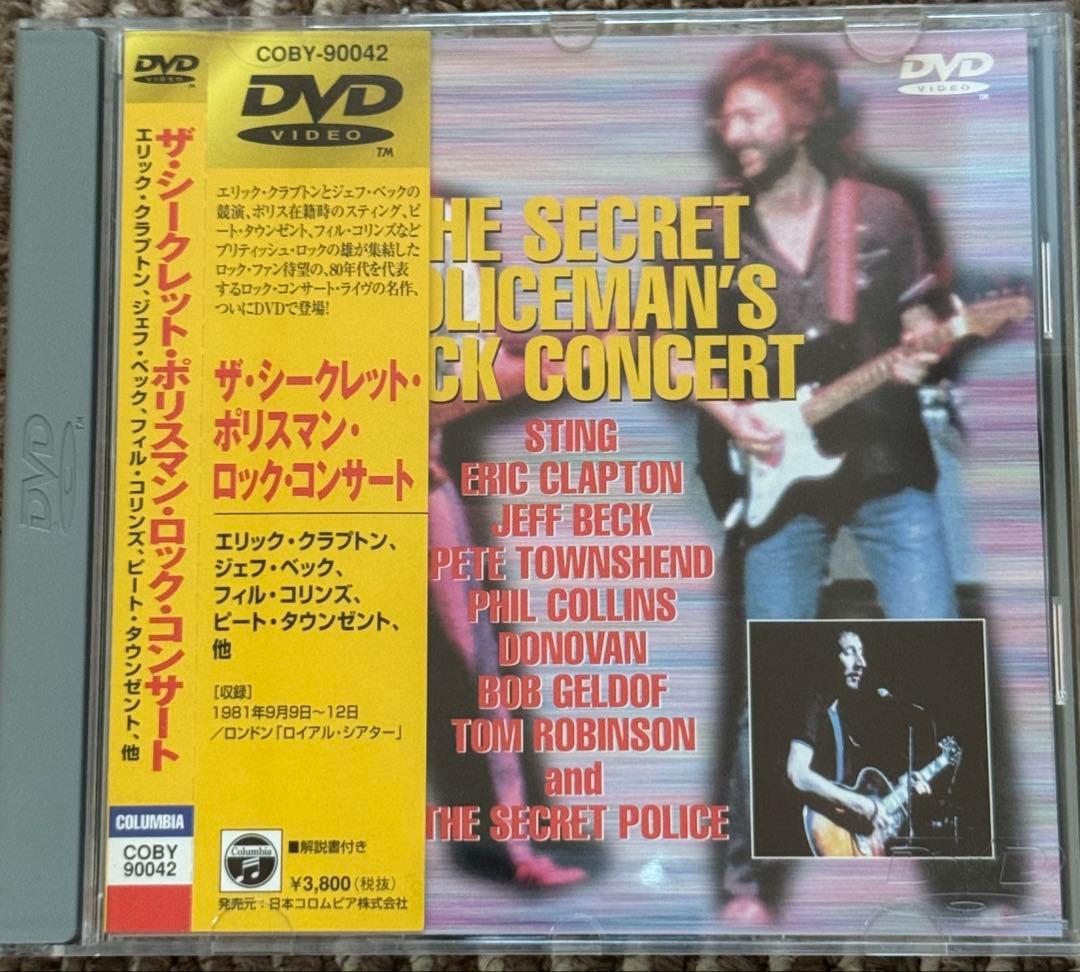 DVD
VIDEO
TM
ザ・シークレット・ポリスマン・ロック・コンサート
エリック・クラプトン、ジェフ・ベック、フィル・コリンズ、ピート・タウンゼント、他
COLUMBIA
COBY
90042
COBY-90042
DVD
VIDEO
TM
エリック・クラプトンとジェフ・ベックの
競演、ポリス在籍時のスティング、ピ
ート・タウンゼント、フィル・コリンズなど
ブリティッシュ・ロックの雄が集結した
ロック・ファン待望の、80年代を代表
するロック・コンサート・ライヴの名作、
ついにDVDで登場!
ザ・シークレット・
ポリスマン・
ロック・コンサート
エリック・クラプトン、
ジェフ・ベック、
フィル・コリンズ、
ピート・タウンゼント、
他
[収録]
1981年9月9日〜12日
/ロンドン「ロイアル・シアター」
Columbia
■解説書付き
¥3,800(税抜)
発売元:日本コロムビア株式会社
DVD
VIDEO
TM
HE SECRET
OLICEMAN'S
CK CONCERT
STING
ERIC CLAPTON
JEFF BECK
PETE TOWNSHEND
PHIL COLLINS
DONOVAN
BOB GELDOF
TOM ROBINSON
and
THE SECRET POLICE
DVD
TM
DVD